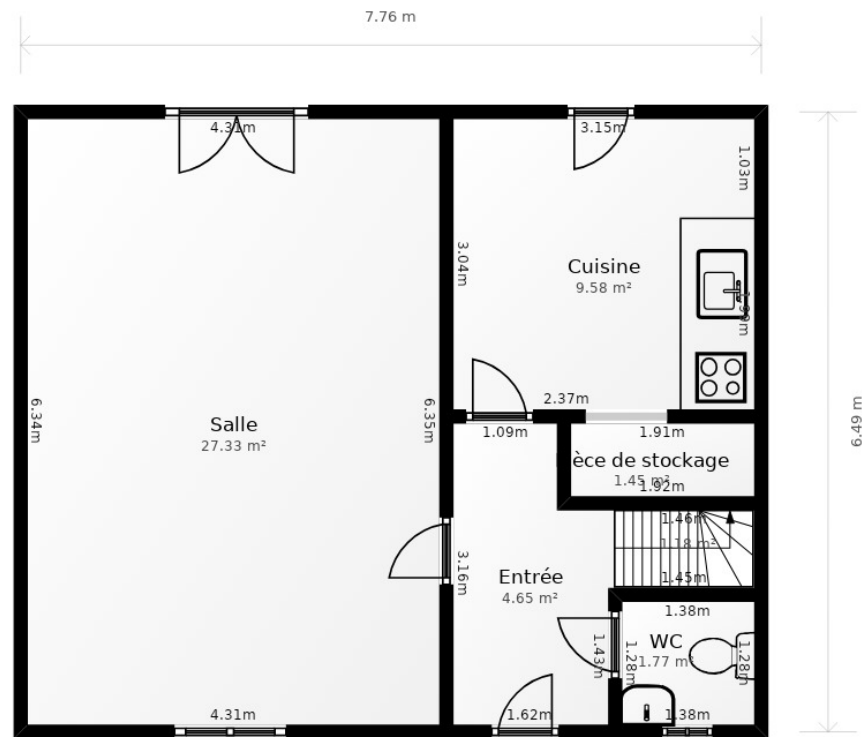 7.76 m
4.31m
3.15m
1.03m
3.04m
Cuisine
9.58 m²
6.34m
Salle
27.33 m²
6.35m
6.49 m
2.37m
1.09m
1.91m
èce de stockage
1.45 m²
1.92m
1.46m
1.18 m²
1.45m
3.16m
Entrée
4.65 m²
1.38m
1.43m
1.28m
WC
1.77 m²
1.28m
4.31m
1.62m
1.38m